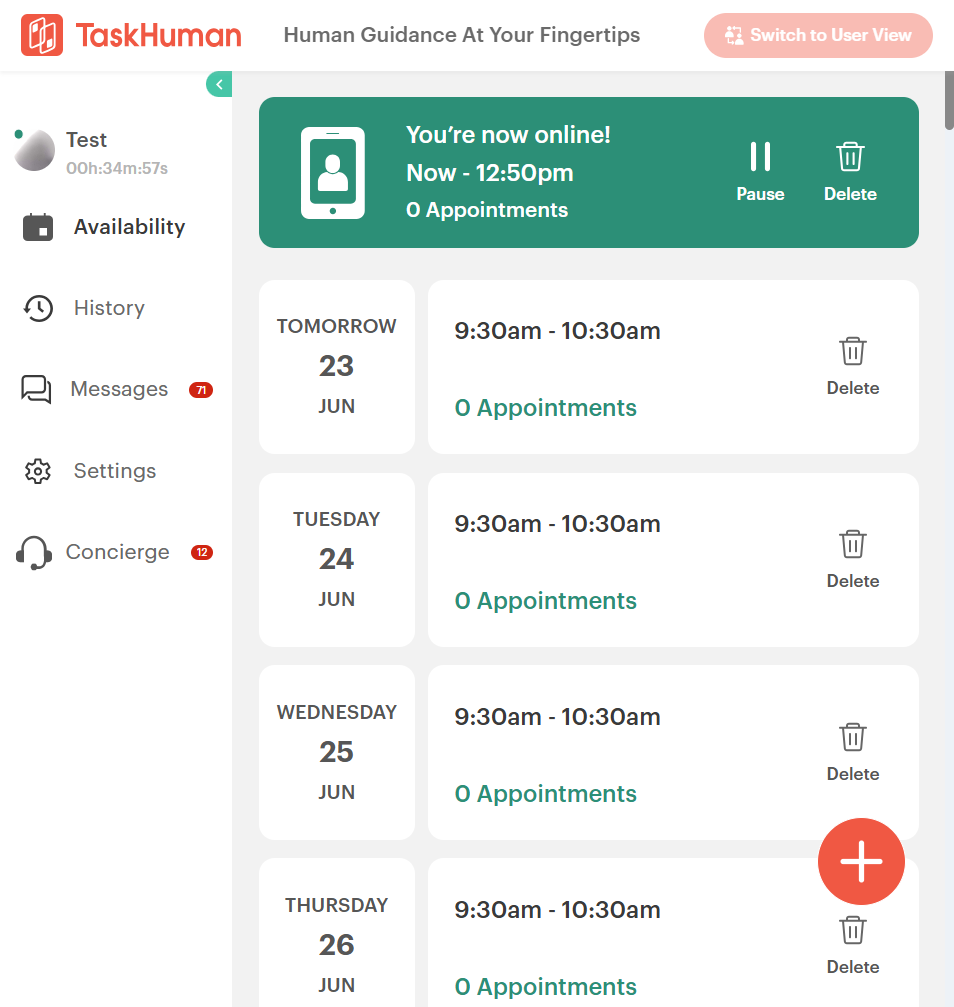 TaskHuman
Human Guidance At Your Fingertips
Switch to User View
Test
00h:34m:57s
Availability
History
Messages
71
Settings
Concierge
12
You’re now online!
Now - 12:50pm
0 Appointments
Pause
Delete
TOMORROW
23
JUN
9:30am - 10:30am
0 Appointments
Delete
TUESDAY
24
JUN
9:30am - 10:30am
0 Appointments
Delete
WEDNESDAY
25
JUN
9:30am - 10:30am
0 Appointments
Delete
THURSDAY
26
JUN
9:30am - 10:30am
0 Appointments
Delete